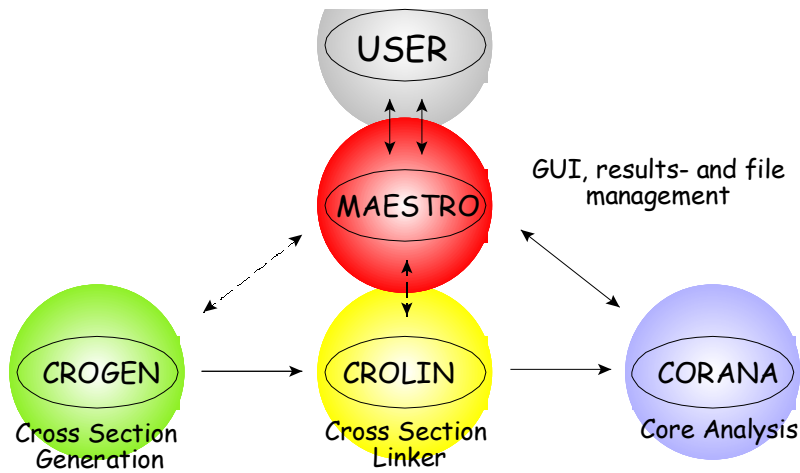 USER
MAESTRO
GUI, results- and file
management
CROGEN
CROLIN
CORANA
Cross Section
Generation
Cross Section
Linker
Core Analysis